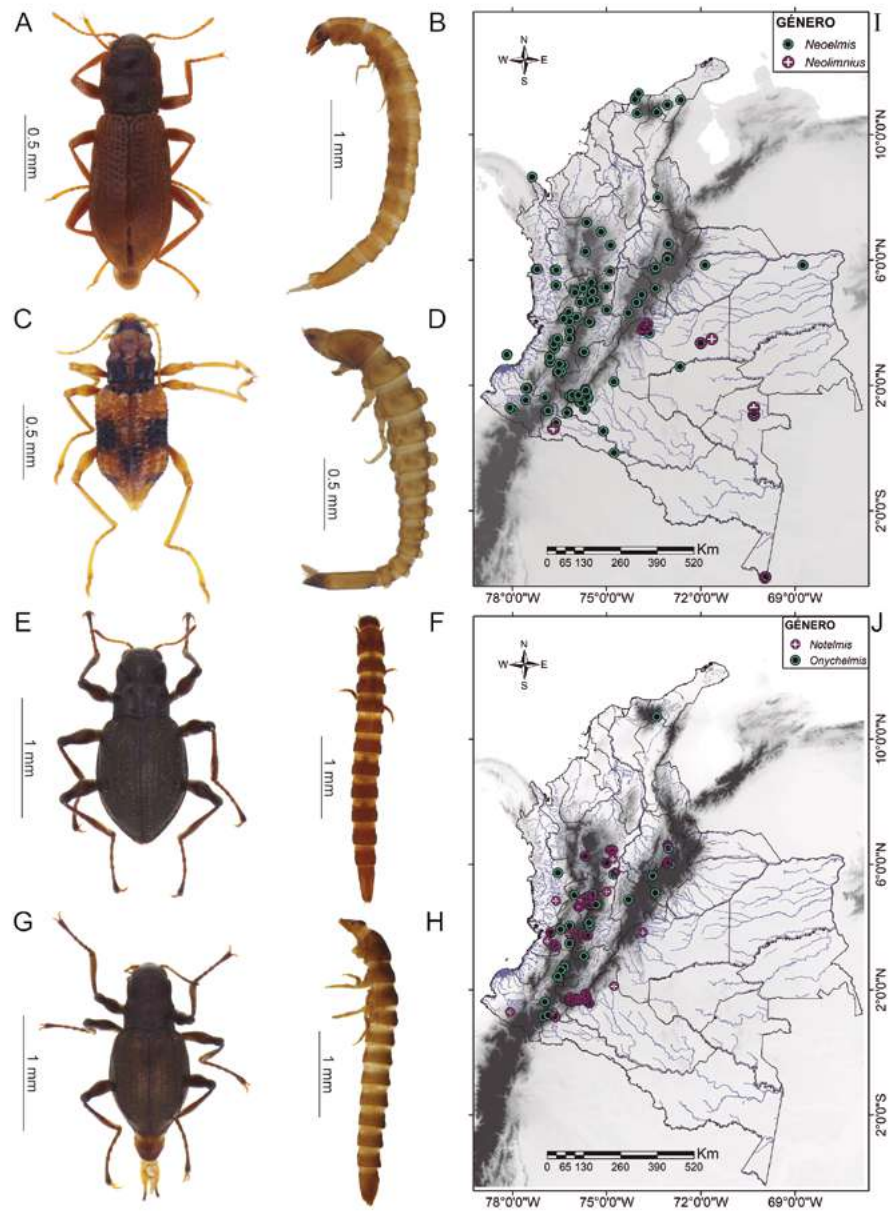 A
0.5 mm
1 mm
B
C
0.5 mm
0.5 mm
D
E
1 mm
1 mm
F
G
1 mm
1 mm
H
I
GÉNERO
Neoelmis
Neolimnius
N
W E
S
10°0'0"N
6°0'0"N
2°0'0"N
2°0'0"S
Km
0 65 130 260 390 520
78°0'0"W 75°0'0"W 72°0'0"W 69°0'0"W
J
GÉNERO
Notelmis
Onychelmis
N
W E
S
10°0'0"N
6°0'0"N
2°0'0"N
2°0'0"S
Km
0 65 130 260 390 520
78°0'0"W 75°0'0"W 72°0'0"W 69°0'0"W